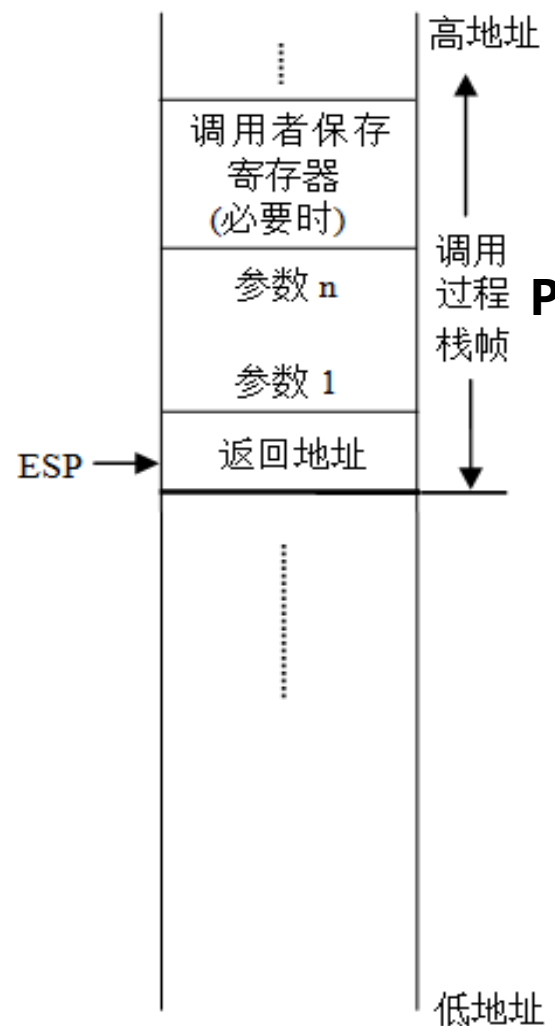 高地址
调用者保存
寄存器
(必要时)
调用
过程 P
栈帧
参数 n
参数 1
返回地址
ESP
低地址